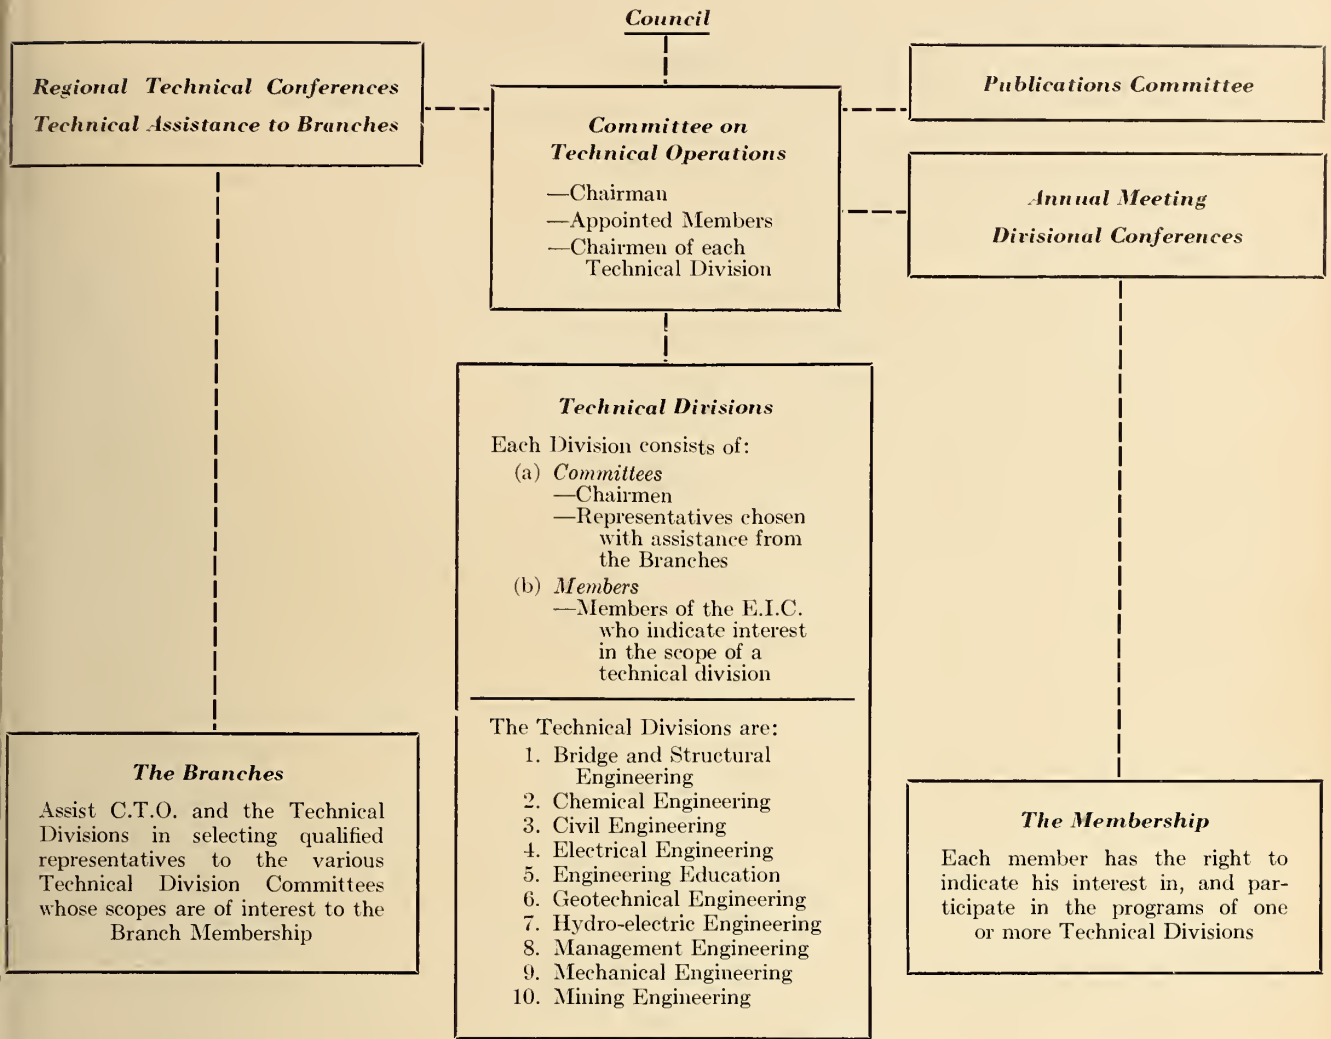 Council
Regional Technical Conferences
Technical Assistance to Branches
Committee on
Technical Operations
—Chairman
—Appointed Members
—Chairmen of each
Technical Division
Publications Committee
Annual Meeting
Divisional Conferences
Technical Divisions
Each Division consists of:
(a) Committees
—Chairmen
—Representatives chosen
with assistance from
the Branches
(b) Members
—Members of the E.I.C.
who indicate interest
in the scope of a
technical division
The Technical Divisions are:
1. Bridge and Structural
Engineering
2. Chemical Engineering
3. Civil Engineering
4. Electrical Engineering
5. Engineering Education
6. Geotechnical Engineering
7. Hydro-electric Engineering
8. Management Engineering
9. Mechanical Engineering
10. Mining Engineering
The Branches
Assist C.T.O. and the Technical
Divisions in selecting qualified
representatives to the various
Technical Division Committees
whose scopes are of interest to the
Branch Membership
The Membership
Each member has the right to
indicate his interest in, and par-
ticipate in the programs of one
or more Technical Divisions